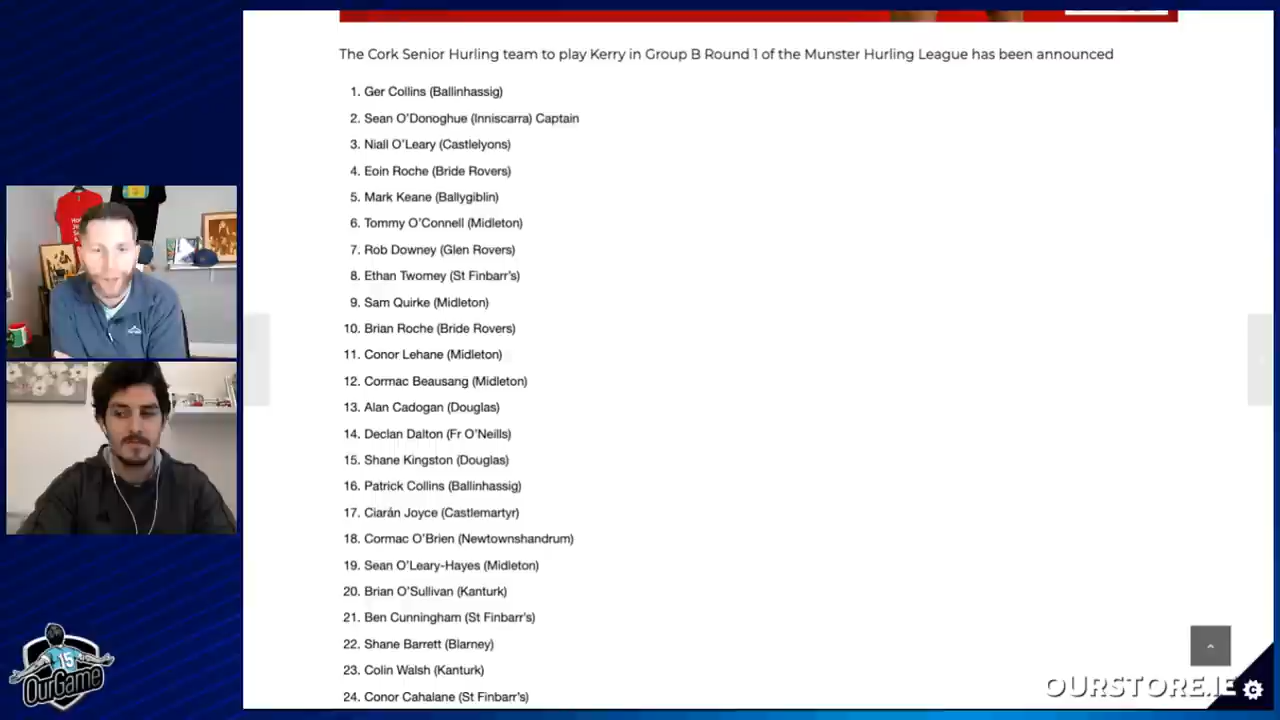 The Cork Senior Hurling team to play Kerry in Group B Round 1 of the Munster Hurling League has been announced
1. Ger Collins (Ballinhassig)
2. Sean O'Donoghue (Inniscarra) Captain
3. Niall O'Leary (Castlelyons)
4. Eoin Roche (Bride Rovers)
5. Mark Keane (Ballygiblin)
6. Tommy O'Connell (Midleton)
7. Rob Downey (Glen Rovers)
8. Ethan Twomey (St Finbarr's)
9. Sam Quirke (Midleton)
10. Brian Roche (Bride Rovers)
11. Conor Lehane (Midleton)
12. Cormac Beausang (Midleton)
13. Alan Cadogan (Douglas)
14. Declan Dalton (Fr O'Neills)
15. Shane Kingston (Douglas)
16. Patrick Collins (Ballinhassig)
17. Ciarán Joyce (Castlemartyr)
18. Cormac O'Brien (Newtownshandrum)
19. Sean O'Leary-Hayes (Midleton)
20. Brian O'Sullivan (Kanturk)
21. Ben Cunningham (St Finbarr's)
22. Shane Barrett (Blarney)
23. Colin Walsh (Kanturk)
24. Conor Cahalane (St Finbarr's)
15
OurGame
OURSTORE.IE